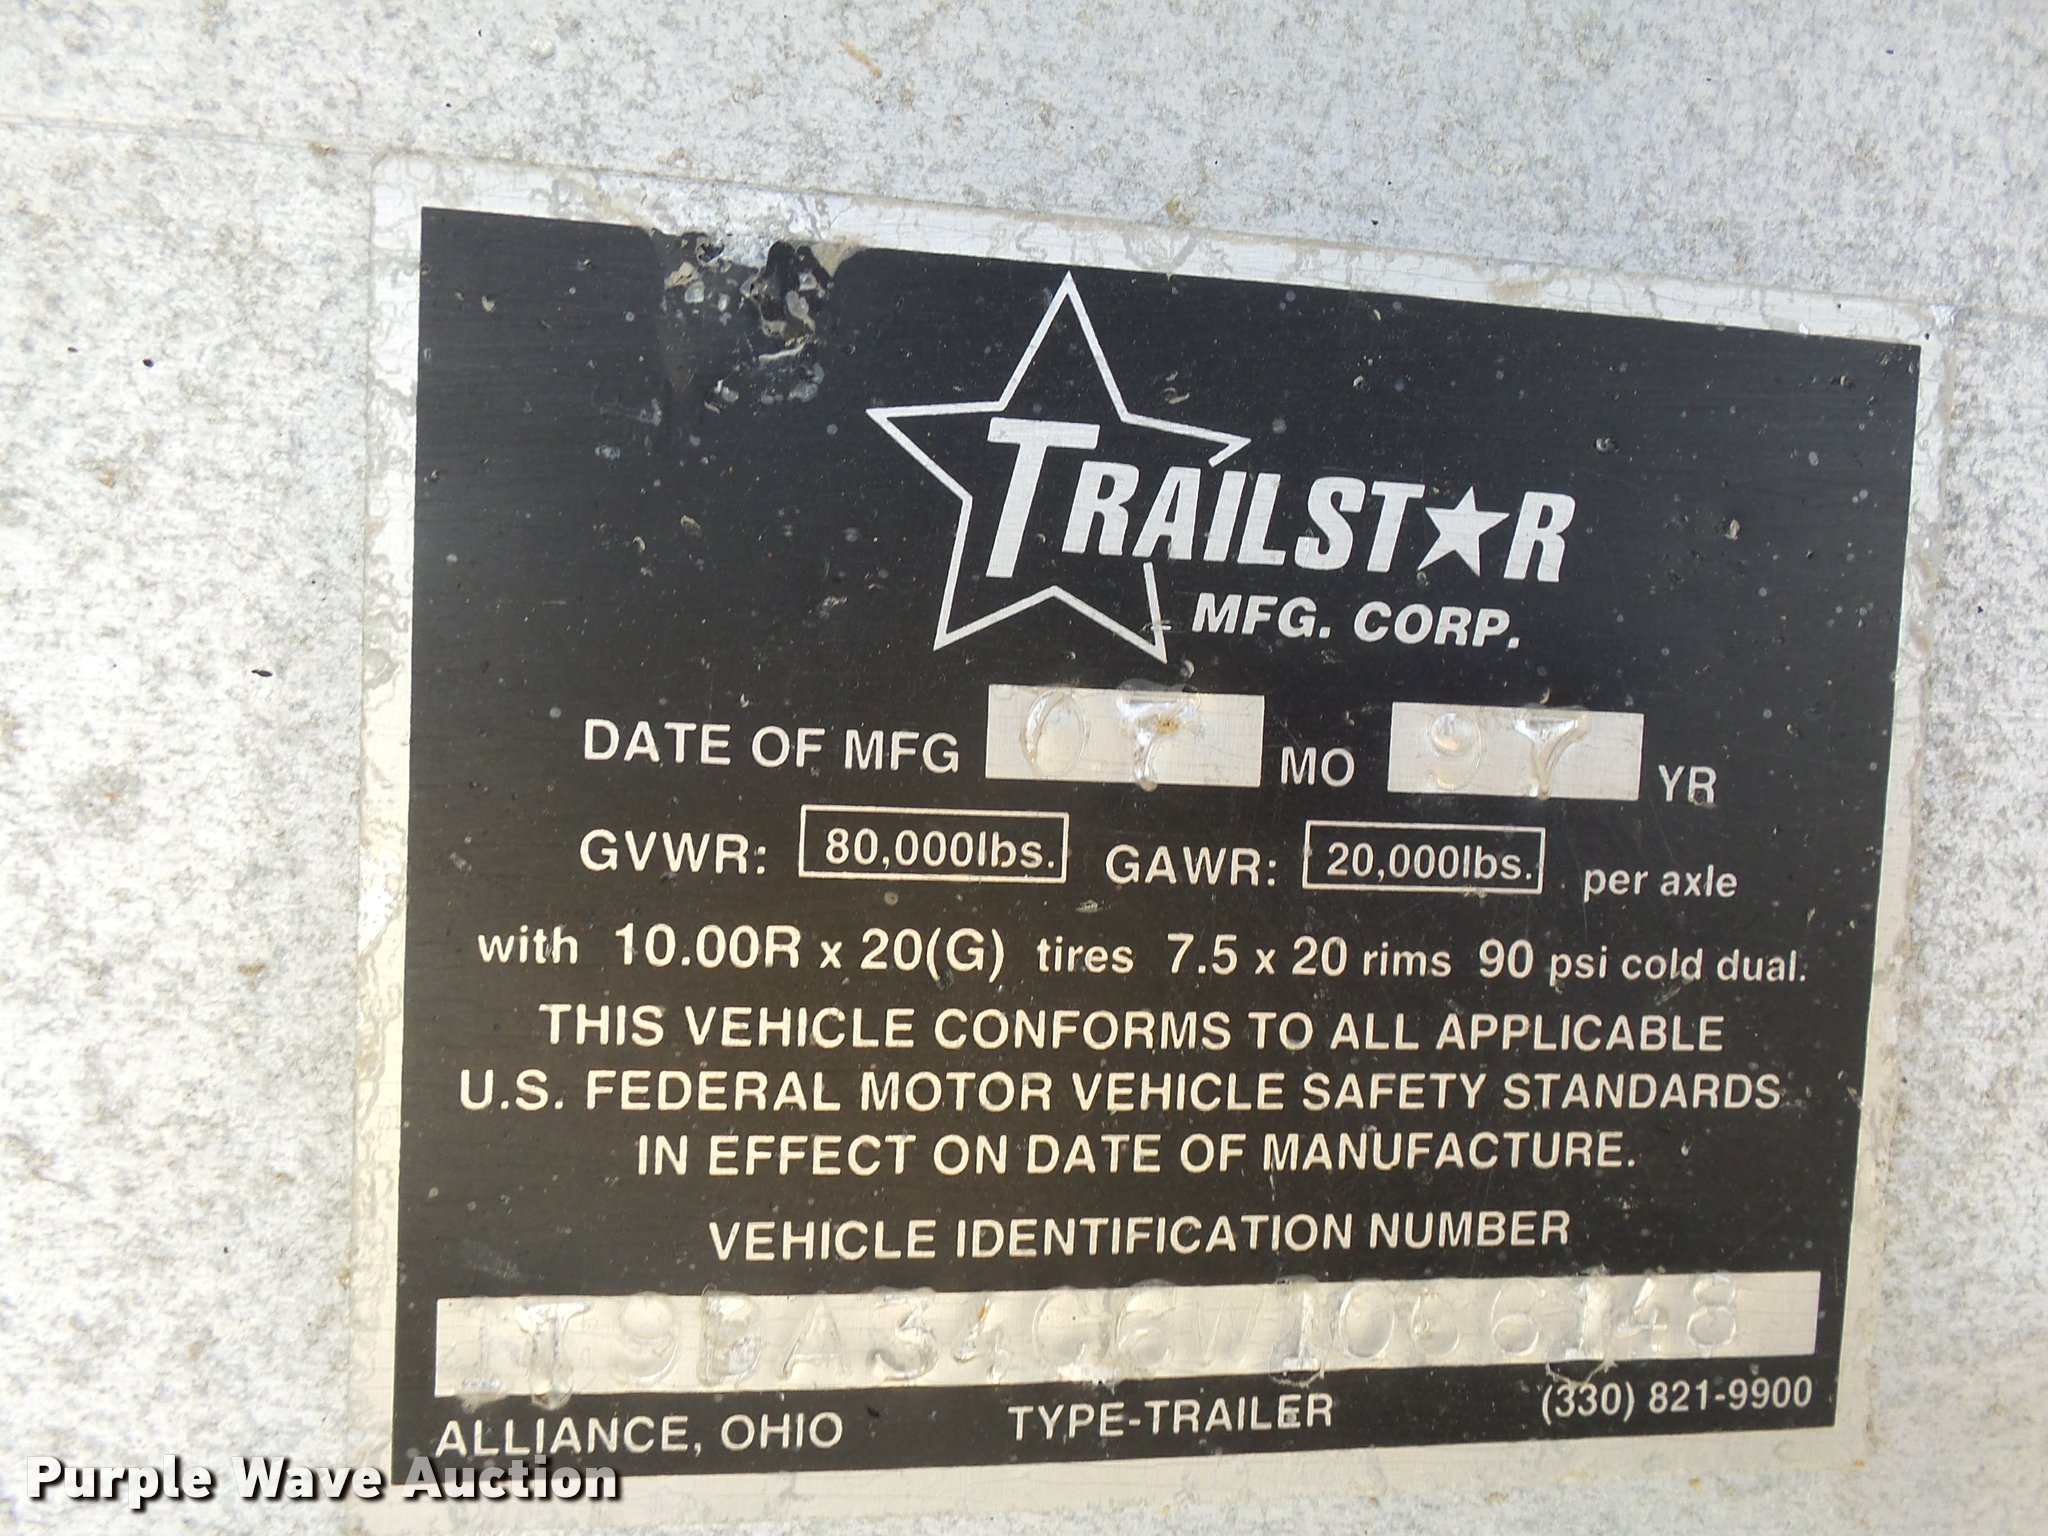 TRAILSTAR
MFG. CORP.
DATE OF MFG 07 MO 97 YR
GVWR: 80,000lbs. GAWR: 20,000lbs. per axle
with 10.00R x 20(G) tires 7.5 x 20 rims 90 psi cold dual.
THIS VEHICLE CONFORMS TO ALL APPLICABLE
U.S. FEDERAL MOTOR VEHICLE SAFETY STANDARDS
IN EFFECT ON DATE OF MANUFACTURE.
VEHICLE IDENTIFICATION NUMBER
1T9DA34C6W1066148
ALLIANCE, OHIO TYPE-TRAILER (330) 821-9900
Purple Wave Auction